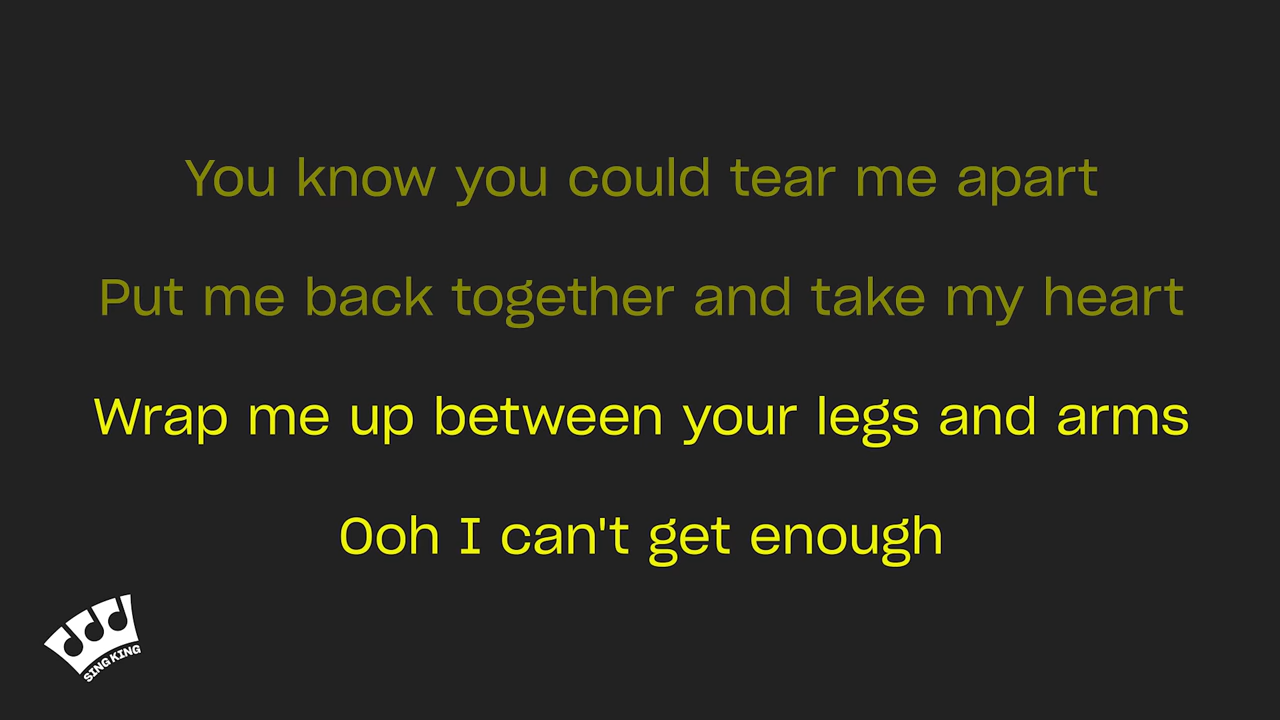 You know you could tear me apart
Put me back together and take my heart
Wrap me up between your legs and arms
Ooh I can't get enough
SING KING